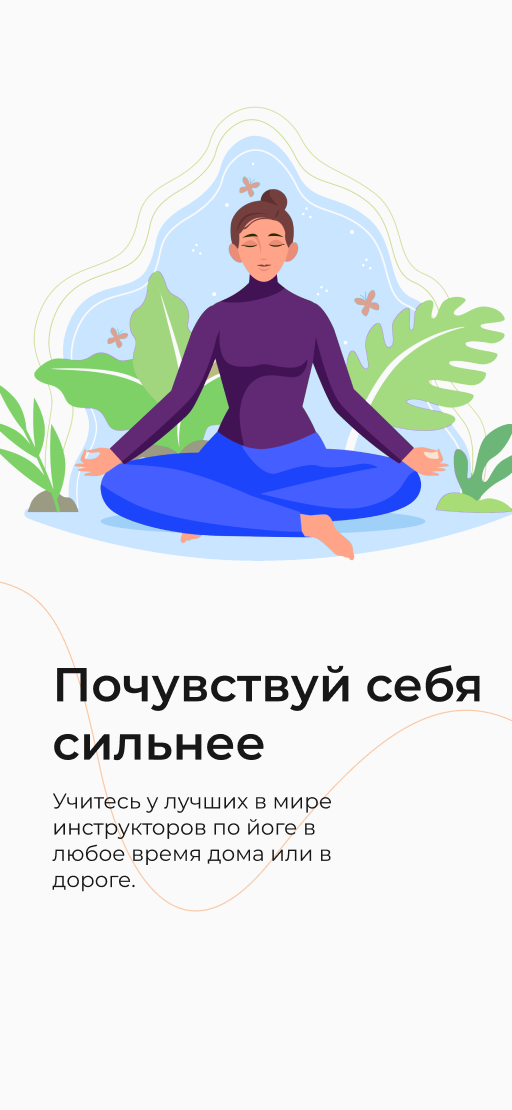 Почувствуй себя
сильнее
Учитесь у лучших в мире
инструкторов по йоге в
любое время дома или в
дороге.